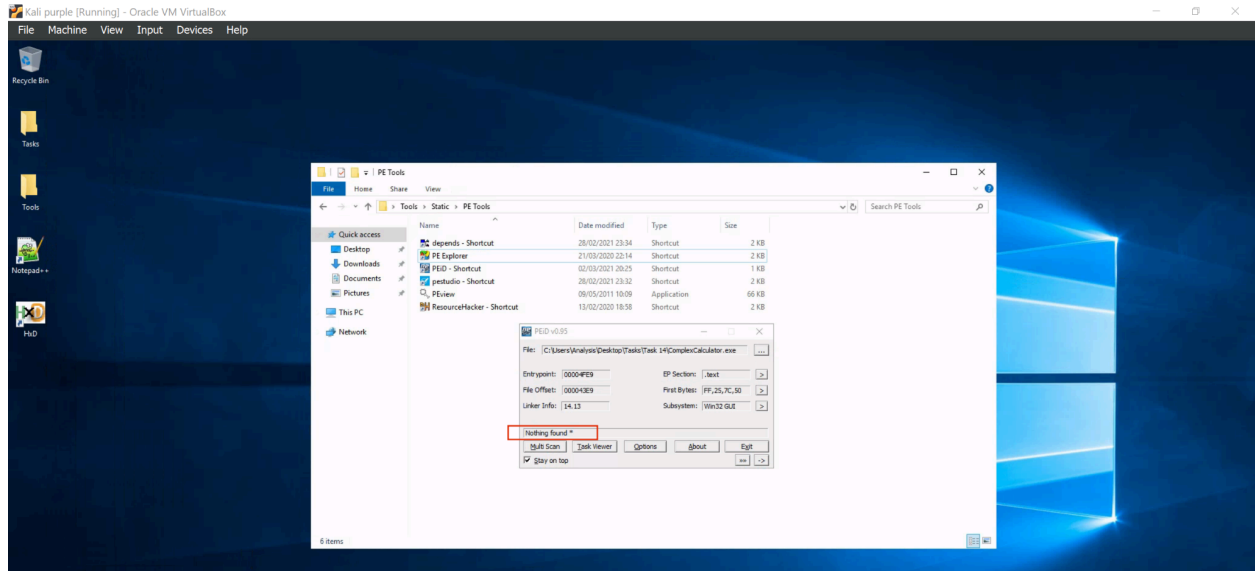 Kali purple [Running] - Oracle VM VirtualBox
File Machine View Input Devices Help
Recycle Bin
Tasks
Tools
Notepad++
HxD
PE Tools
File Home Share View
Tools > Static > PE Tools
Search PE Tools
Name Date modified Type Size
Quick access
Desktop
Downloads
Documents
Pictures
This PC
Network
depends - Shortcut 28/02/2021 23:34 Shortcut 2 KB
PE Explorer 21/03/2020 22:14 Shortcut 2 KB
PEiD - Shortcut 02/03/2021 20:25 Shortcut 1 KB
pestudio - Shortcut 28/02/2021 23:32 Shortcut 2 KB
PEview 09/05/2011 10:09 Application 66 KB
ResourceHacker - Shortcut 13/02/2020 18:58 Shortcut 2 KB
PEiD v0.95
File: C:\Users\Analysis\Desktop\Tasks\Task 14\ComplexCalculator.exe ...
Entrypoint: 00004FE9 EP Section: .text >
File Offset: 000043E9 First Bytes: FF,25,7C,50 >
Linker Info: 14.13 Subsystem: Win32 GUI >
Nothing found *
Multi Scan Task Viewer Options About Exit
Stay on top »» ->
6 items